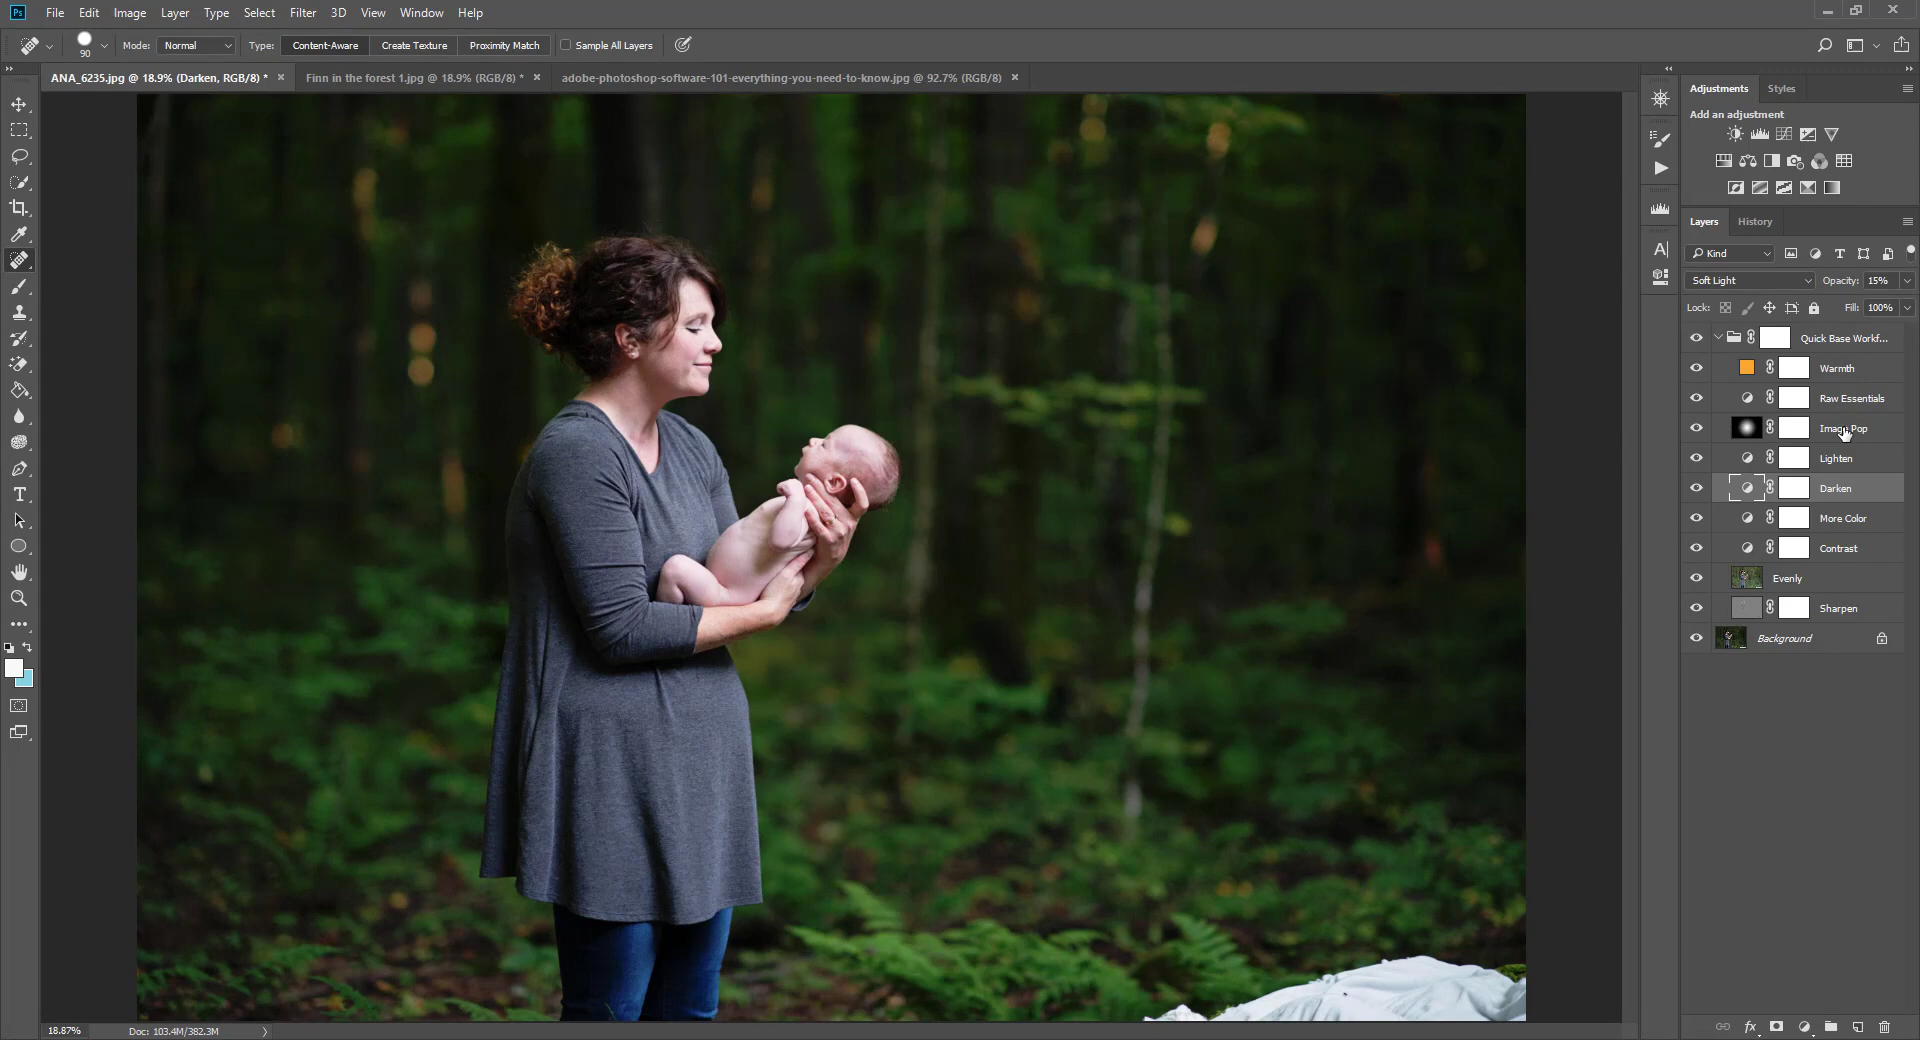 Ps File Edit Image Layer Type Select Filter 3D View Window Help
90 Mode: Normal Type: Content-Aware Create Texture Proximity Match Sample All Layers
ANA_6235.jpg @ 18.9% (Darken, RGB/8) * × Finn in the forest 1.jpg @ 18.9% (RGB/8) * × adobe-photoshop-software-101-everything-you-need-to-know.jpg @ 92.7% (RGB/8) ×
Adjustments Styles
Add an adjustment
Layers History
Kind
Soft Light Opacity: 15%
Lock: Fill: 100%
Quick Base Workf...
Warmth
Raw Essentials
Image Pop
Lighten
Darken
More Color
Contrast
Evenly
Sharpen
Background
18.87% Doc: 103.4M/382.3M